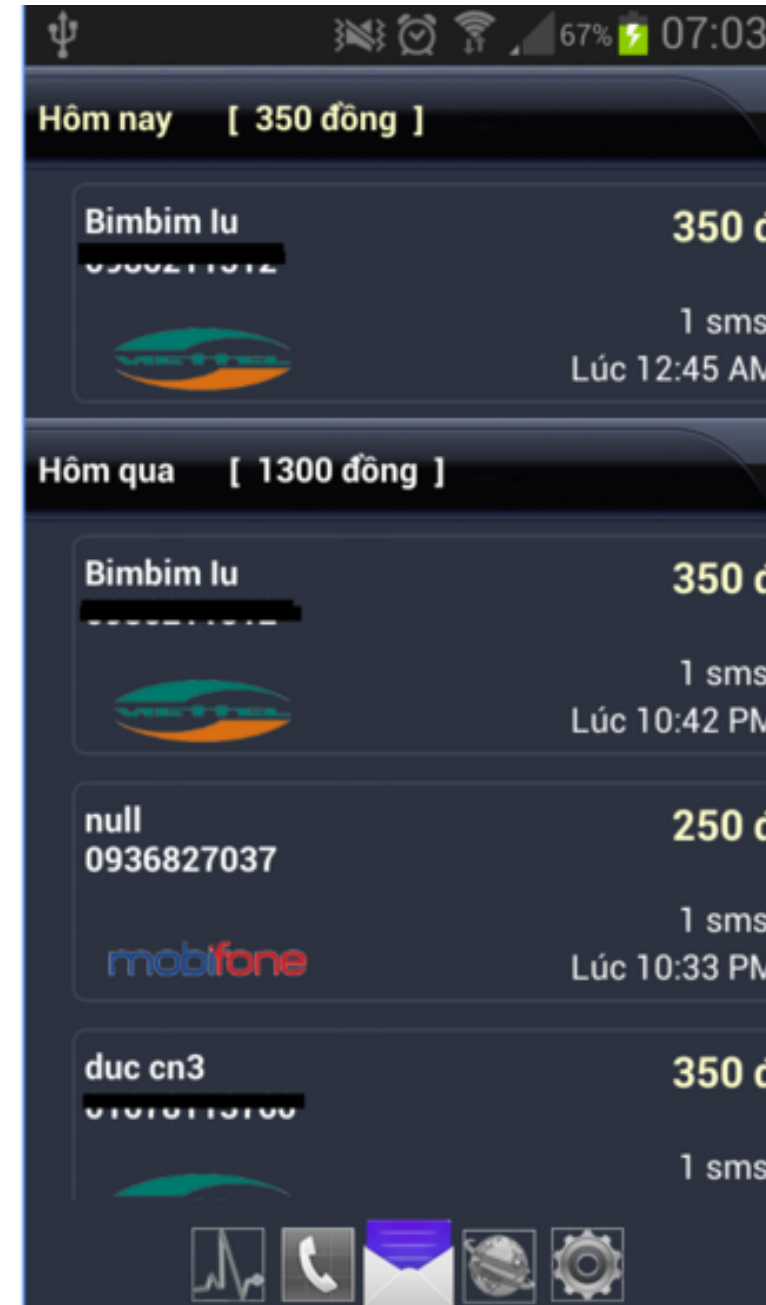 67% 07:03
Hôm nay [ 350 đồng ]
Bimbim lu
350 đ
VIETTEL
1 sms
Lúc 12:45 AM
Hôm qua [ 1300 đồng ]
Bimbim lu
350 đ
VIETTEL
1 sms
Lúc 10:42 PM
null
250 đ
0936827037
mobifone
1 sms
Lúc 10:33 PM
duc cn3
350 đ
1 sms